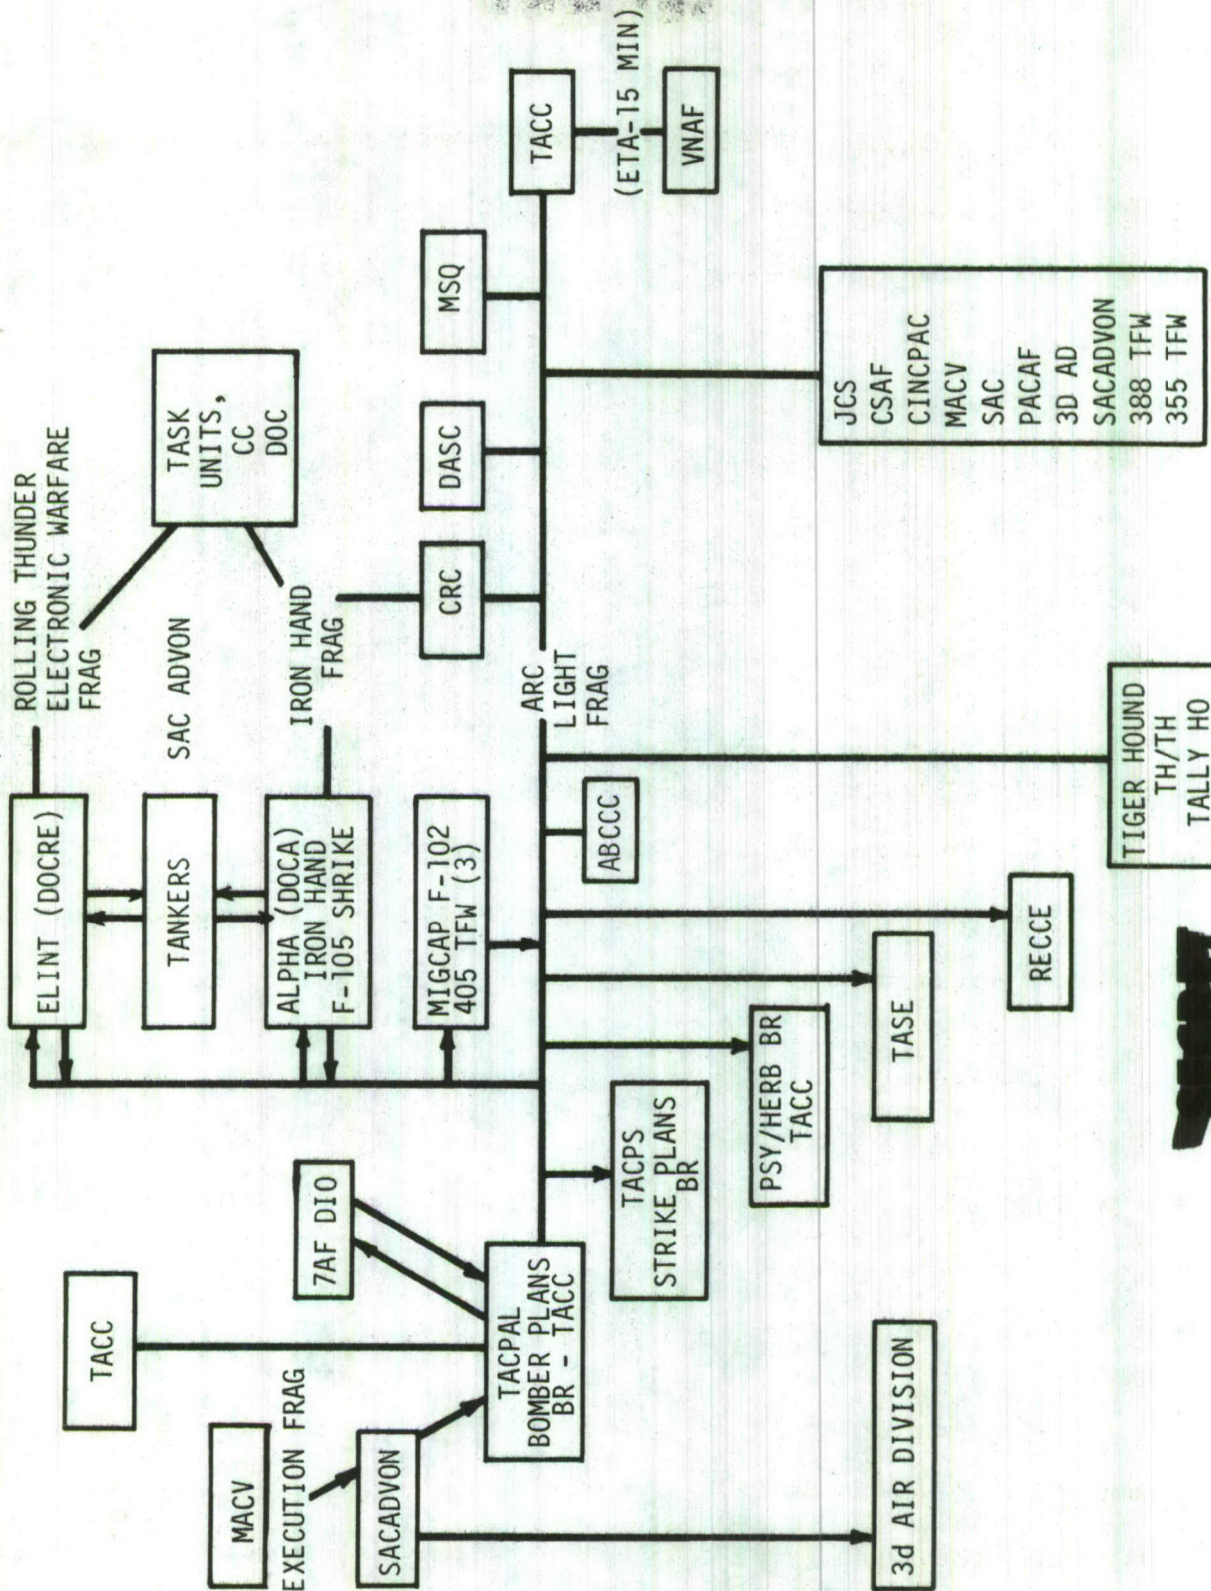 ELINT (DOCRE)
ROLLING THUNDER
ELECTRONIC WARFARE
FRAG
TACC
TANKERS
SAC ADVON
TASK
UNITS,
CC
DOC
MACV
EXECUTION FRAG
7AF DIO
ALPHA (DOCA)
IRON HAND
F-105 SHRIKE
IRON HAND
FRAG
SACADVON
MIGCAP F-102
405 TFW (3)
CRC
DASC
MSQ
TACPAL
BOMBER PLANS
BR - TACC
ARC
LIGHT
FRAG
TACC
(ETA-15 MIN)
VNAF
TACPS
STRIKE PLANS
BR
ABCCC
PSY/HERB BR
TACC
3d AIR DIVISION
TASE
RECCE
JCS
CSAF
CINCPAC
MACV
SAC
PACAF
3D AD
SACADVON
388 TFW
355 TFW
TIGER HOUND
TH/TH
TALLY HO